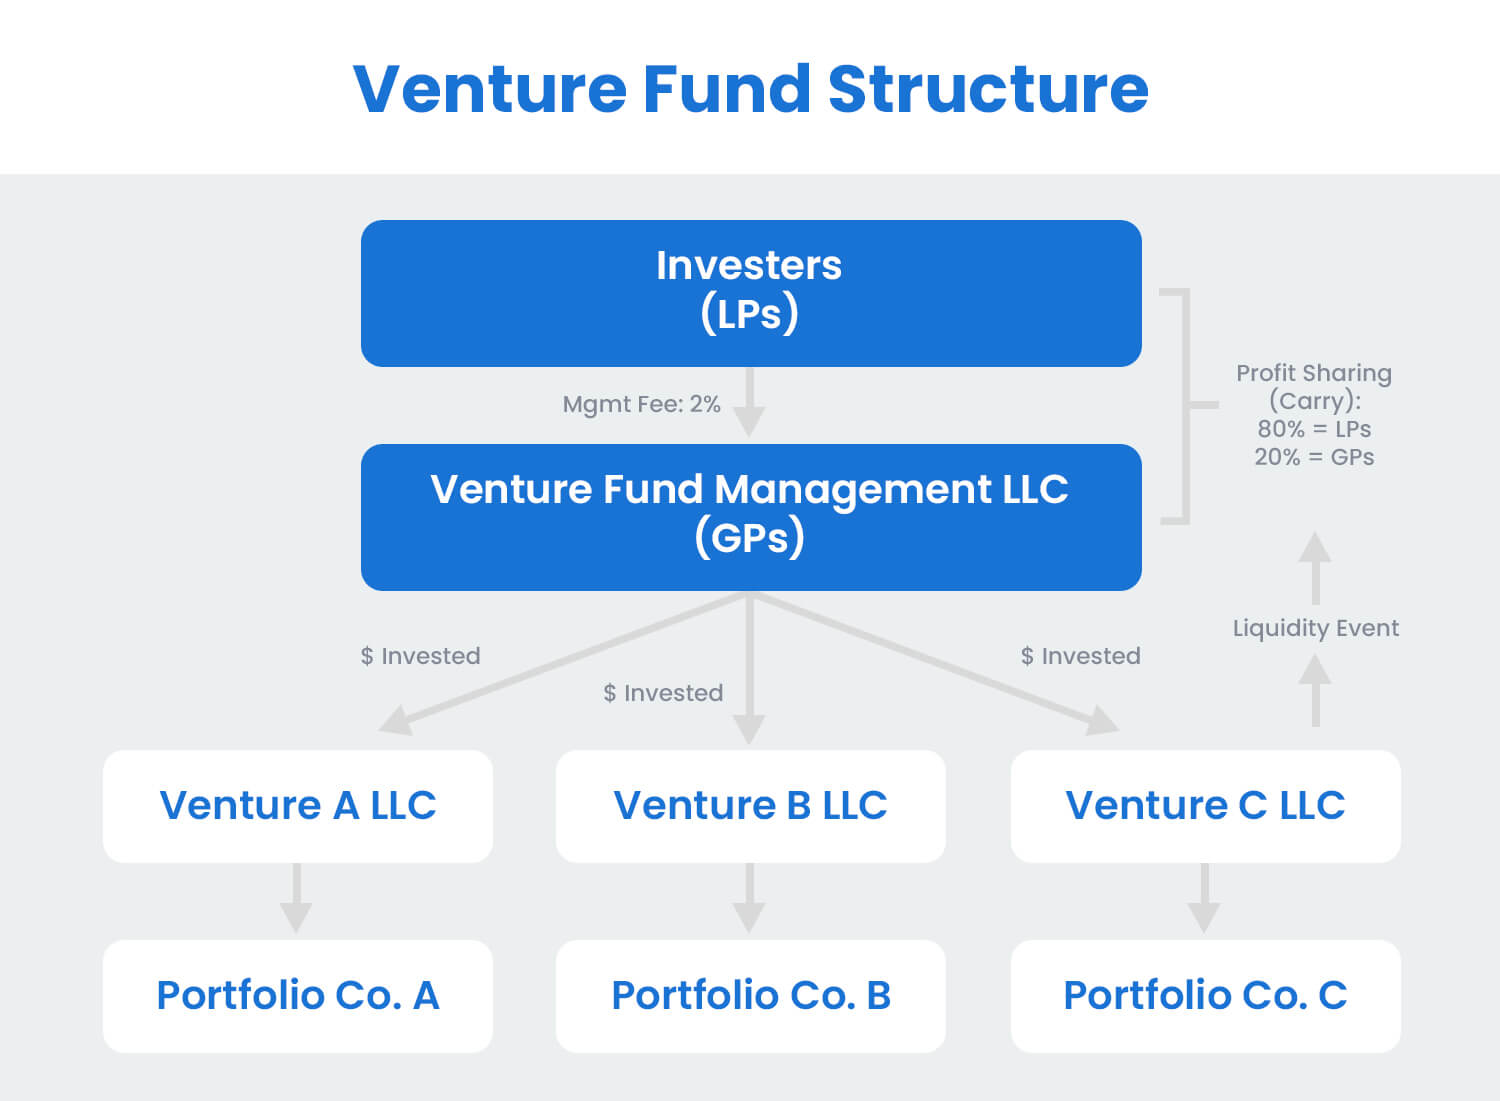 Venture Fund Structure
Investers
(LPs)
Mgmt Fee: 2%
Venture Fund Management LLC
(GPs)
Profit Sharing
(Carry):
80% = LPs
20% = GPs
Liquidity Event
$ Invested
$ Invested
$ Invested
Venture A LLC
Venture B LLC
Venture C LLC
Portfolio Co. A
Portfolio Co. B
Portfolio Co. C